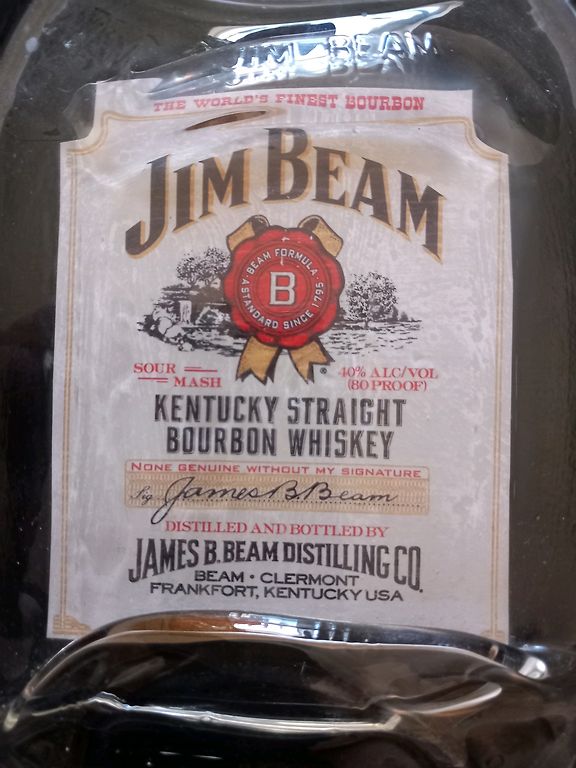 JIM BEAM
THE WORLD'S FINEST BOURBON
JIM BEAM
BEAM FORMULA
B
A STANDARD SINCE 1795
SOUR
MASH
40% ALC/VOL
(80 PROOF)
®
KENTUCKY STRAIGHT
BOURBON WHISKEY
NONE GENUINE WITHOUT MY SIGNATURE
Sig. James B. Beam
DISTILLED AND BOTTLED BY
JAMES B. BEAM DISTILLING CO.
BEAM • CLERMONT
FRANKFORT, KENTUCKY USA